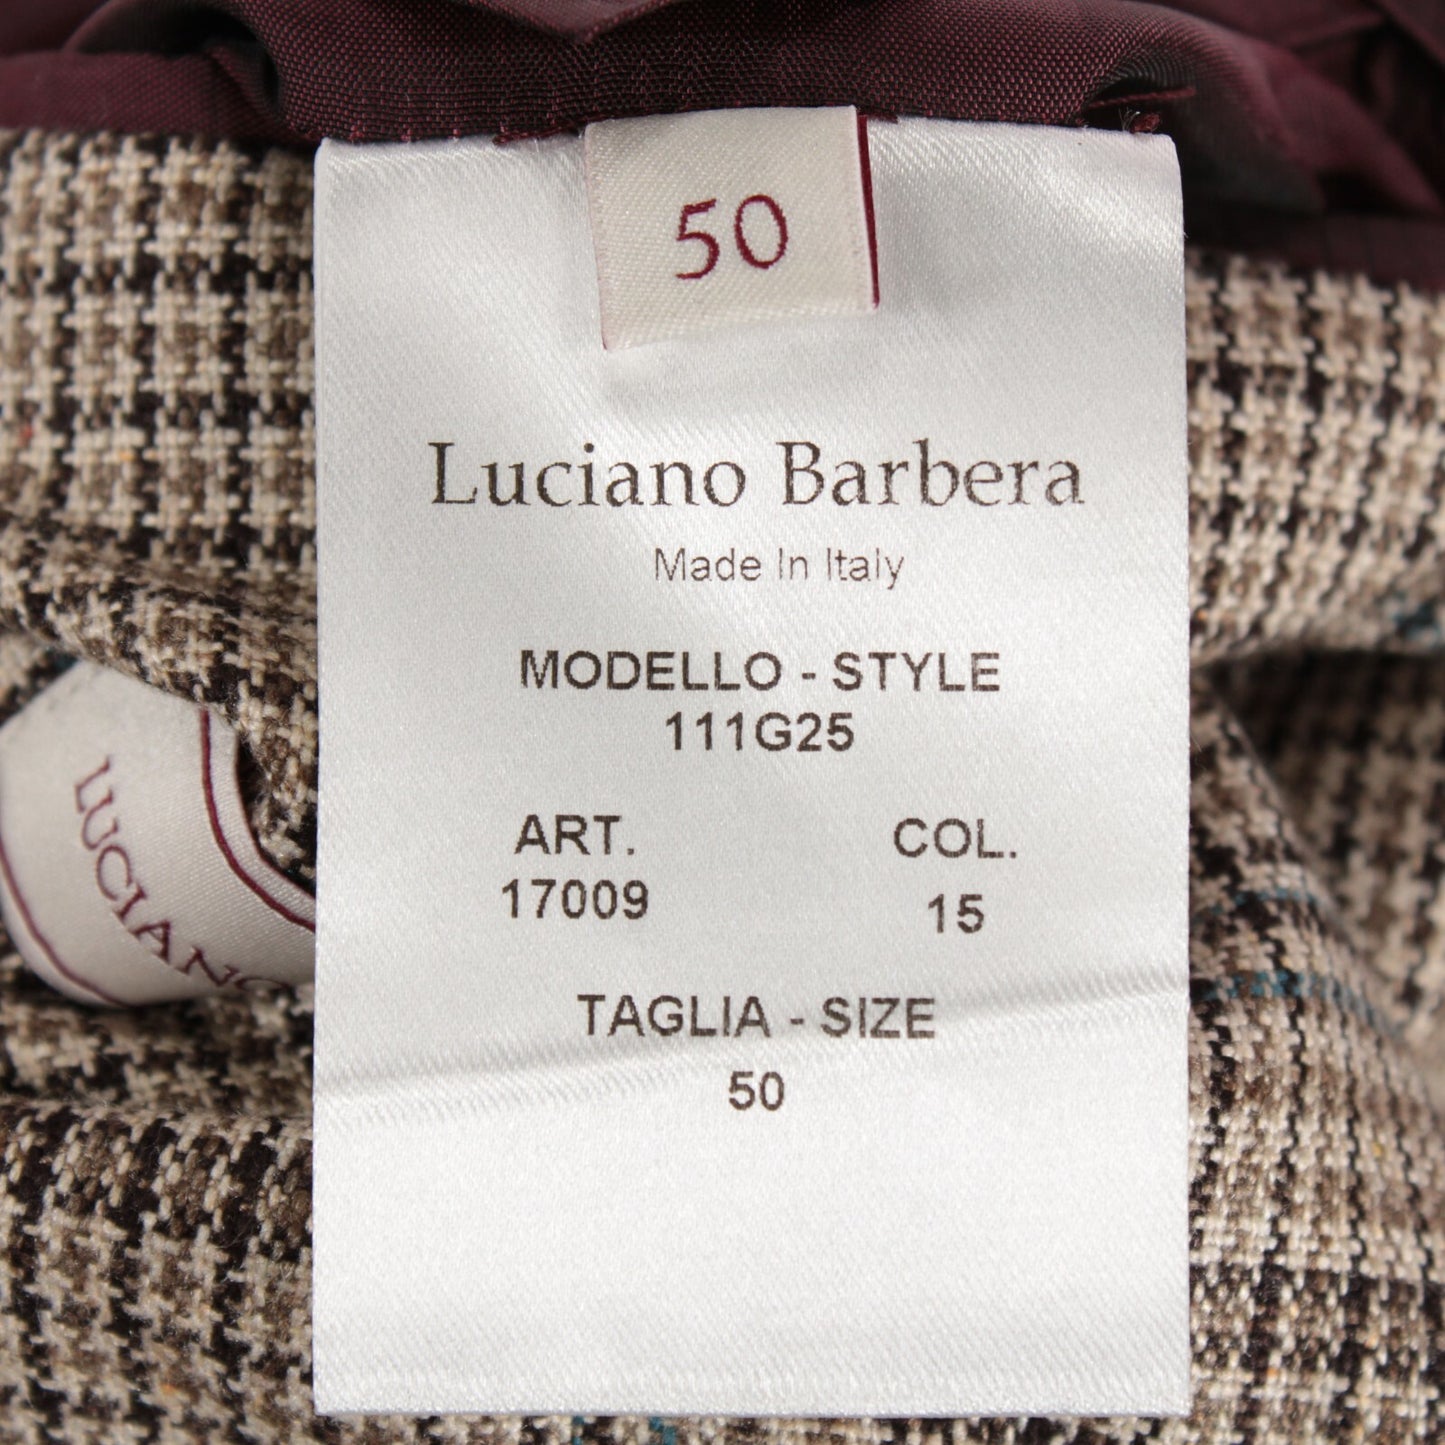 50
Luciano Barbera
Made In Italy
MODELLO - STYLE
111G25
ART. COL.
17009 15
TAGLIA - SIZE
50
LUCIANO